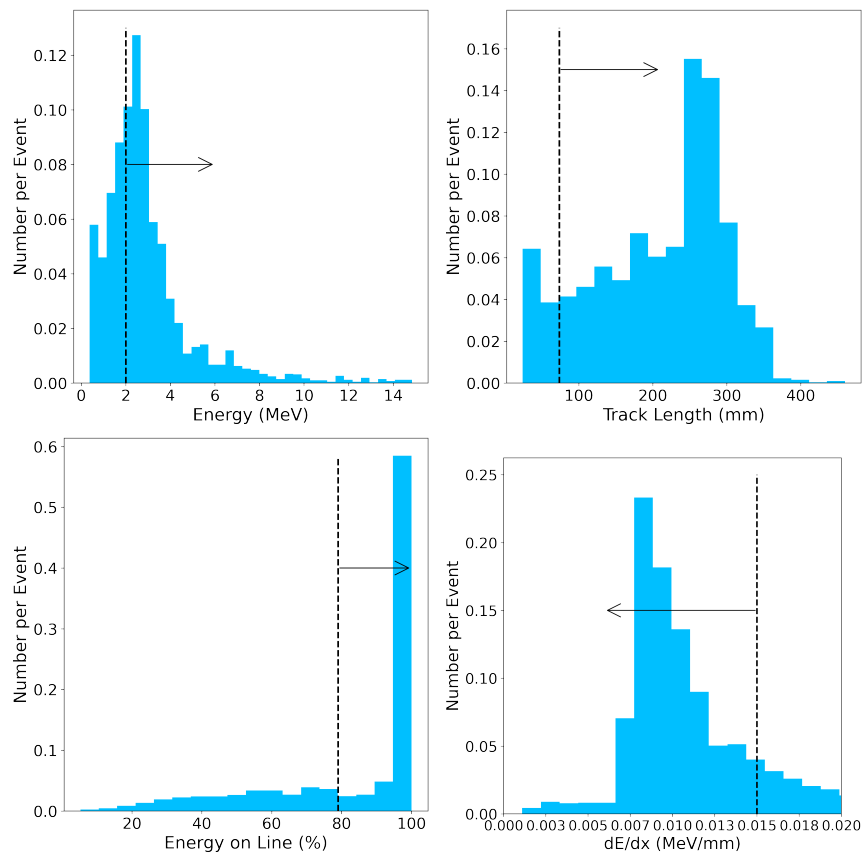 Number per Event
0.12
0.10
0.08
0.06
0.04
0.02
0.00
0 2 4 6 8 10 12 14
Energy (MeV)
Number per Event
0.16
0.14
0.12
0.10
0.08
0.06
0.04
0.02
0.00
100 200 300 400
Track Length (mm)
Number per Event
0.6
0.5
0.4
0.3
0.2
0.1
0.0
20 40 60 80 100
Energy on Line (%)
Number per Event
0.25
0.20
0.15
0.10
0.05
0.00
0.000 0.003 0.005 0.007 0.010 0.013 0.015 0.018 0.020
dE/dx (MeV/mm)